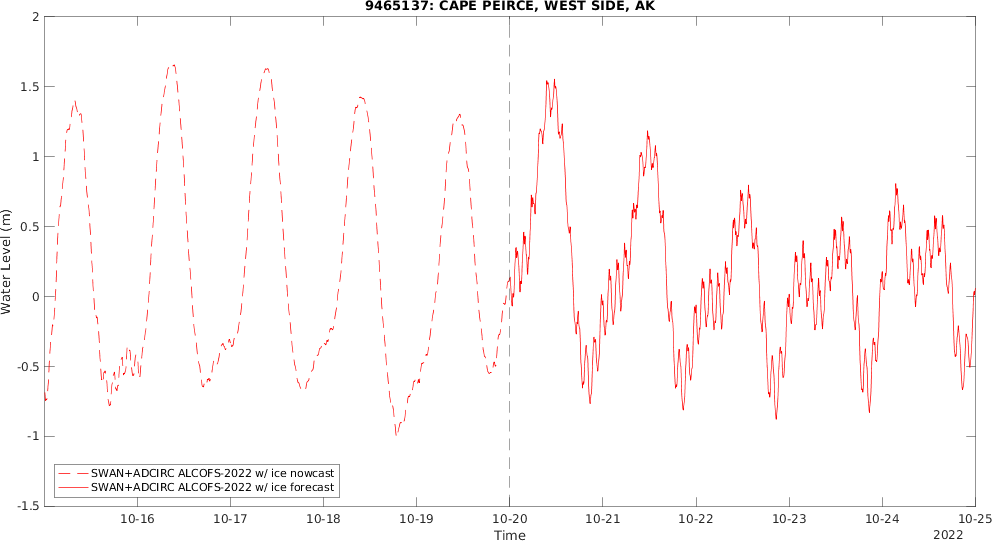 9465137: CAPE PEIRCE, WEST SIDE, AK
2
1.5
1
0.5
0
-0.5
-1
-1.5
Water Level (m)
SWAN+ADCIRC ALCOFS-2022 w/ ice nowcast
SWAN+ADCIRC ALCOFS-2022 w/ ice forecast
10-16 10-17 10-18 10-19 10-20 10-21 10-22 10-23 10-24 10-25
Time
2022